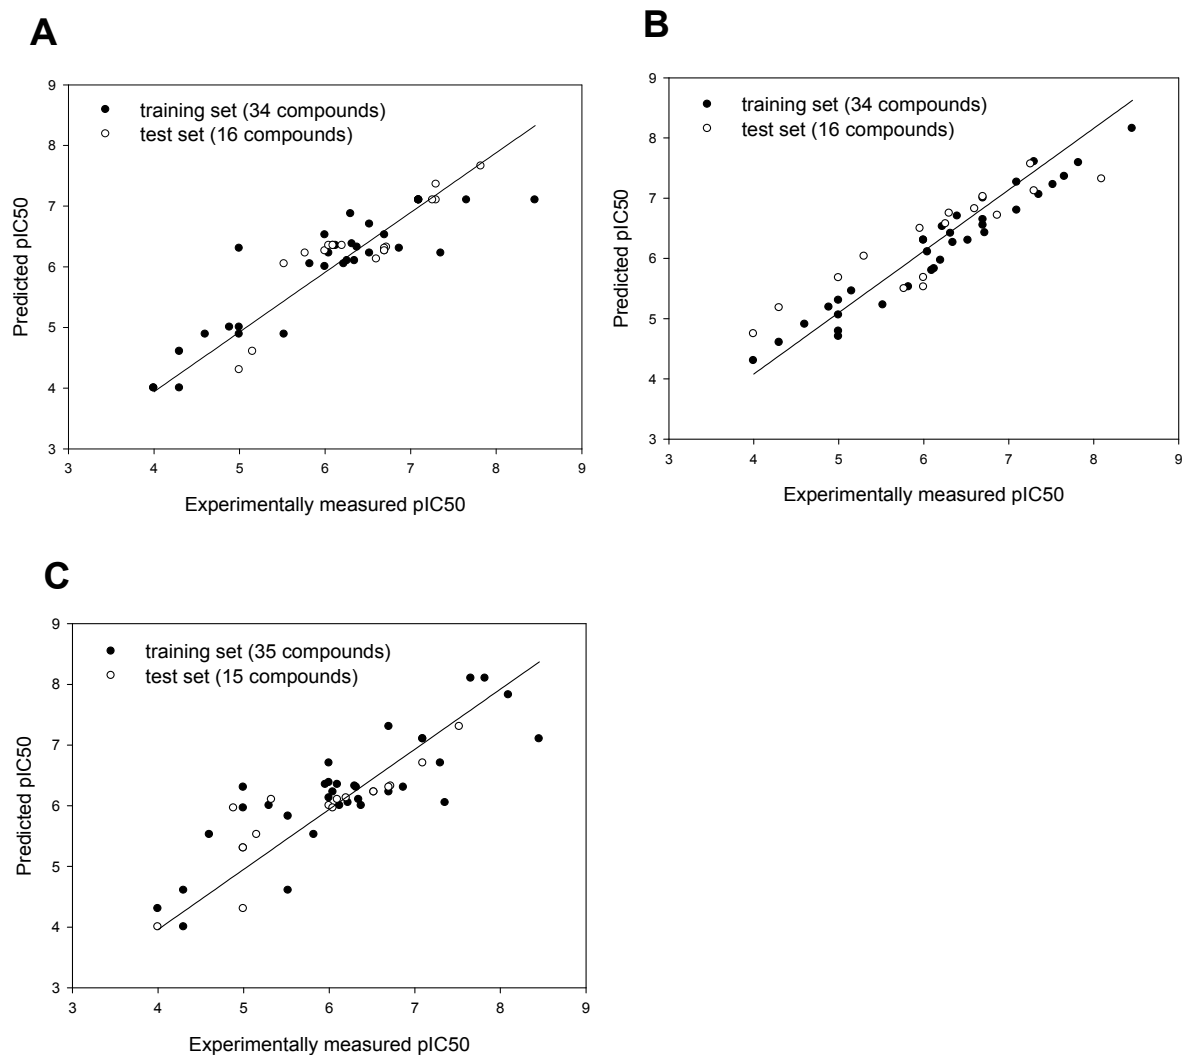 A
9
8
7
6
5
4
3
Predicted pIC50
training set (34 compounds)
test set (16 compounds)
3 4 5 6 7 8 9
Experimentally measured pIC50
B
9
8
7
6
5
4
3
Predicted pIC50
training set (34 compounds)
test set (16 compounds)
3 4 5 6 7 8 9
Experimentally measured pIC50
C
9
8
7
6
5
4
3
Predicted pIC50
training set (35 compounds)
test set (15 compounds)
3 4 5 6 7 8 9
Experimentally measured pIC50